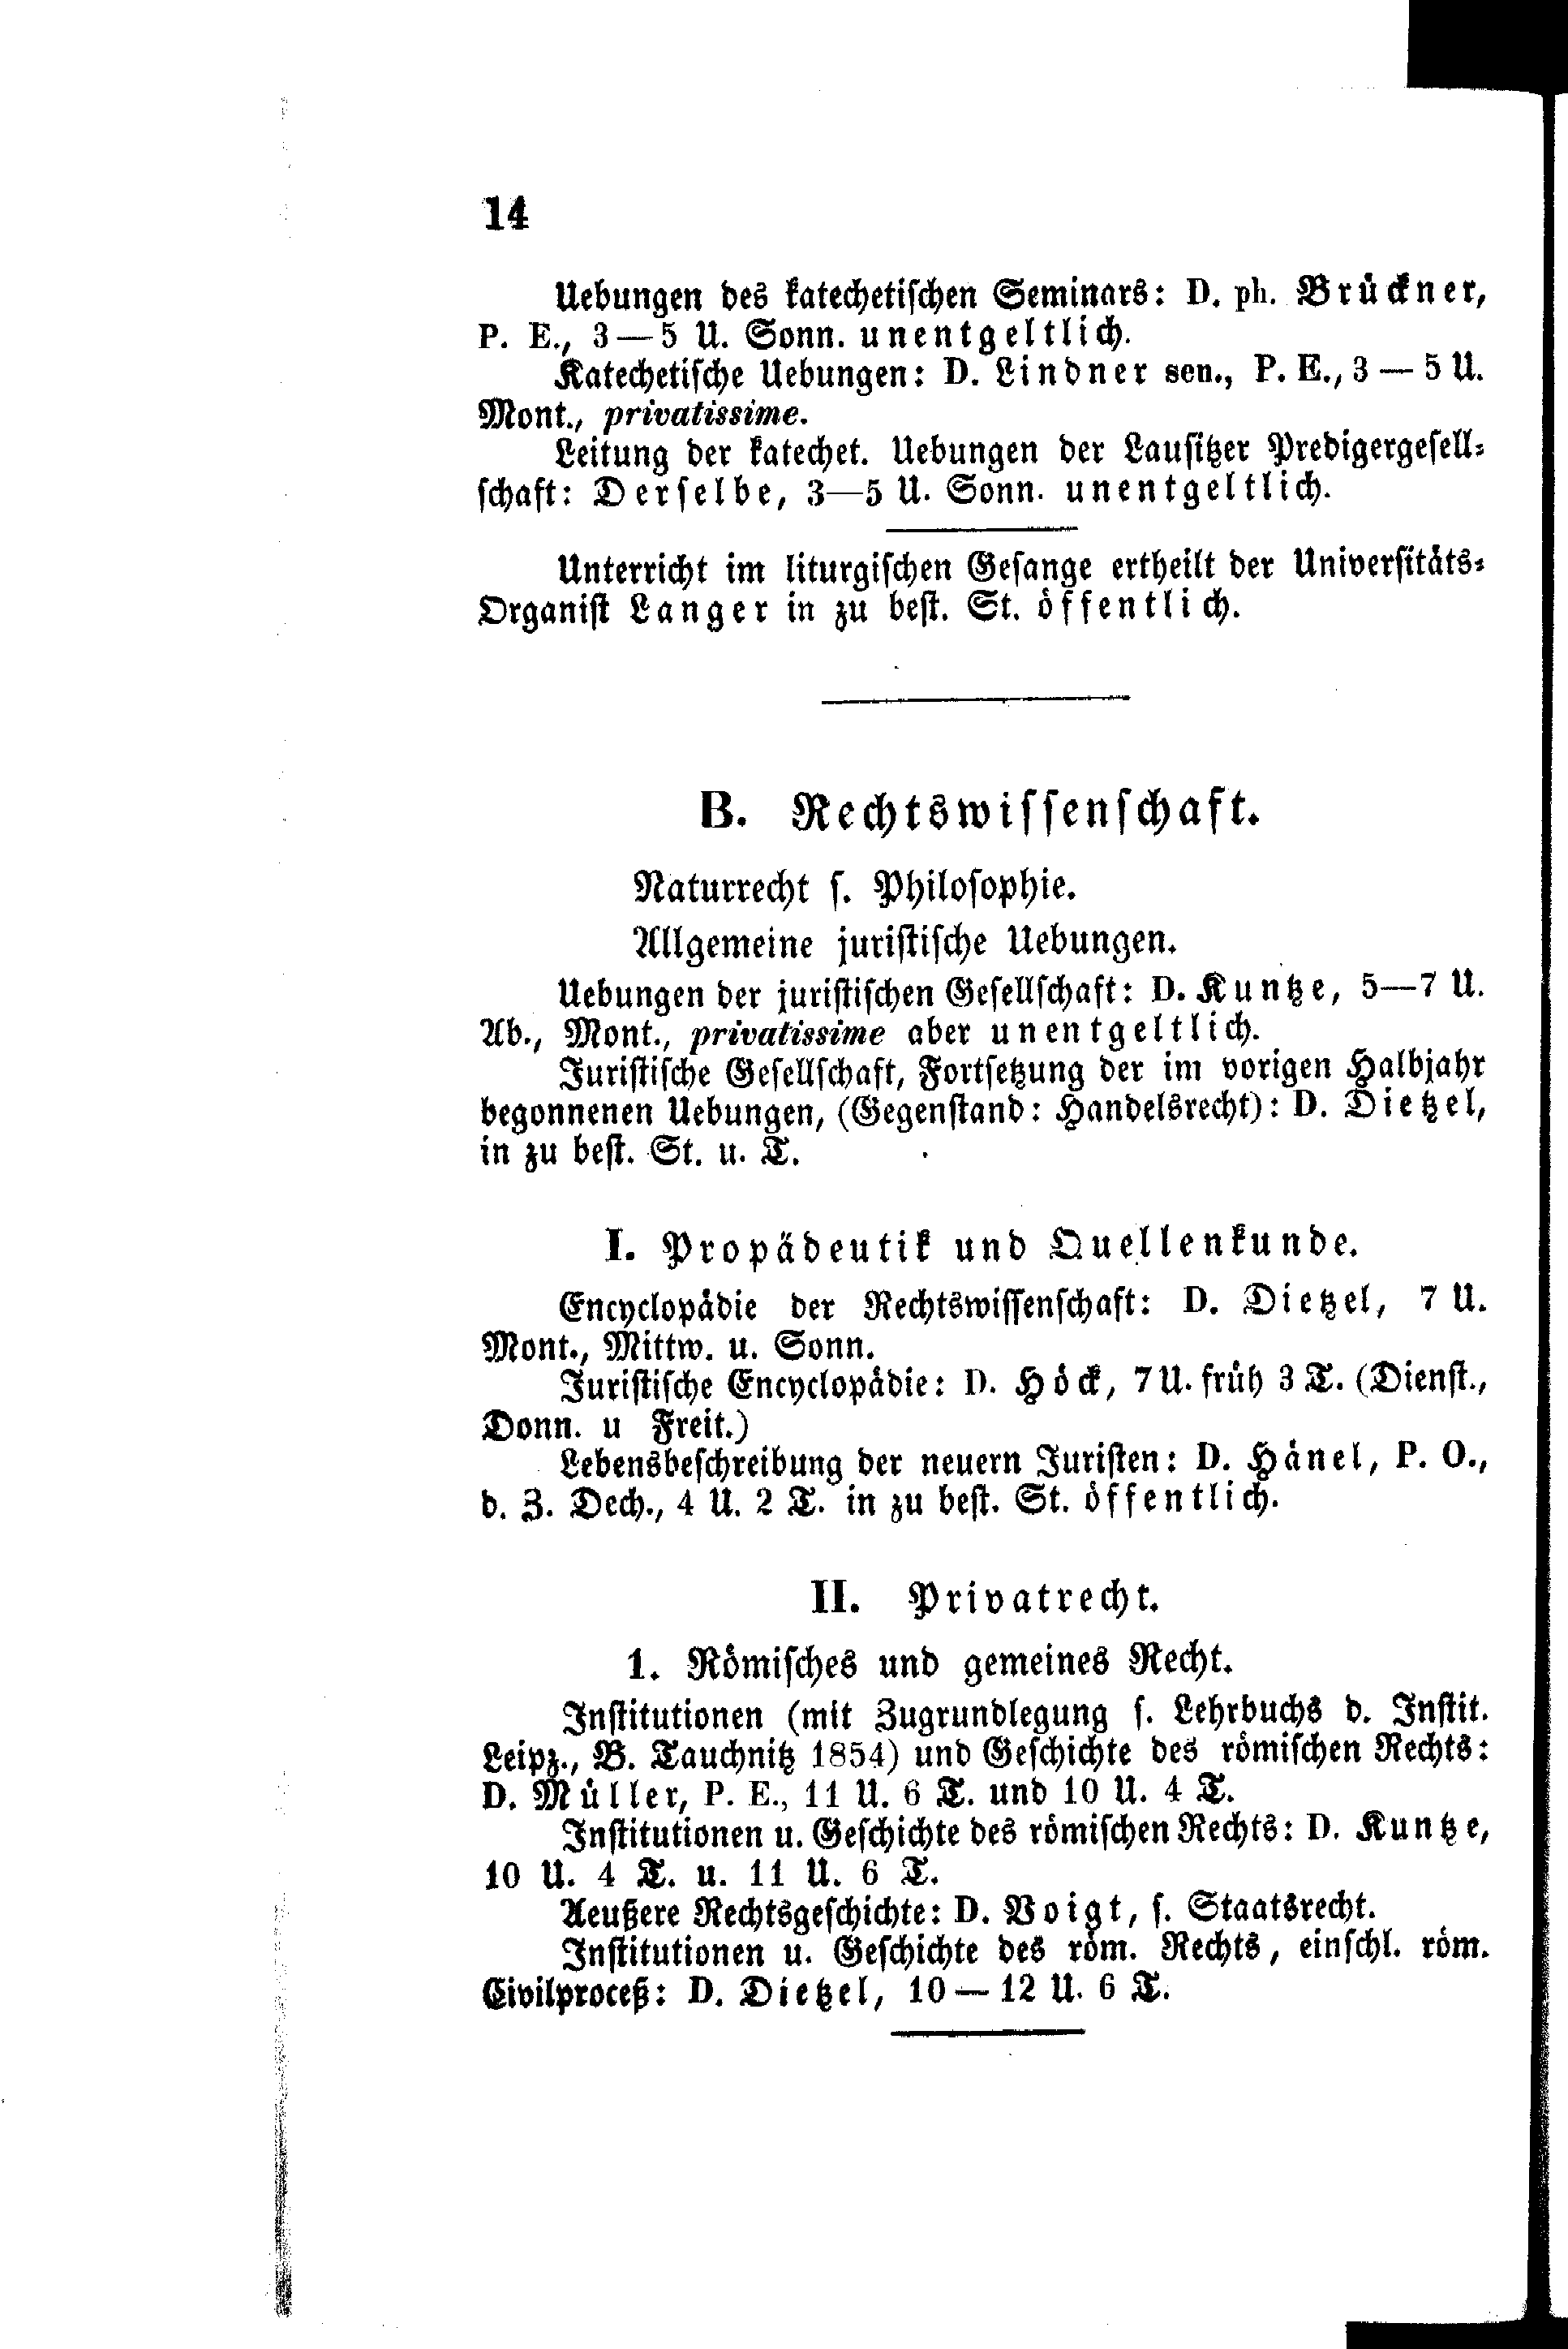 14
Uebungen des katechetischen Seminars: D. ph. Brückner,
P. E., 3—5 U. Sonn. unentgeltlich.
Katechetische Uebungen: D. Lindner sen., P. E., 3 — 5 U.
Mont., privatissime.
Leitung der katechet. Uebungen der Lausitzer Predigergesell-
schaft: Derselbe, 3—5 U. Sonn. unentgeltlich.
Unterricht im liturgischen Gesange ertheilt der Universitäts-
Organist Langer in zu best. St. öffentlich.
B. Rechtswissenschaft.
Naturrecht s. Philosophie.
Allgemeine juristische Uebungen.
Uebungen der juristischen Gesellschaft: D. Kuntze, 5—7 U.
Ab., Mont., privatissime aber unentgeltlich.
Juristische Gesellschaft, Fortsetzung der im vorigen Halbjahr
begonnenen Uebungen, (Gegenstand: Handelsrecht): D. Dietzel,
in zu best. St. u. T.
I. Propädeutik und Quellenkunde.
Encyclopädie der Rechtswissenschaft: D. Dietzel, 7 U.
Mont., Mittw. u. Sonn.
Juristische Encyclopädie: D. Höck, 7 U. früh 3 T. (Dienst.,
Donn. u Freit.)
Lebensbeschreibung der neuern Juristen: D. Hänel, P. O.,
d. Z. Dech., 4 U. 2 T. in zu best. St. öffentlich.
II. Privatrecht.
1. Römisches und gemeines Recht.
Institutionen (mit Zugrundlegung s. Lehrbuchs d. Instit.
Leipz., B. Tauchnitz 1854) und Geschichte des römischen Rechts:
D. Müller, P. E., 11 U. 6 T. und 10 U. 4 T.
Institutionen u. Geschichte des römischen Rechts: D. Kuntze,
10 U. 4 T. u. 11 U. 6 T.
Aeußere Rechtsgeschichte: D. Voigt, s. Staatsrecht.
Institutionen u. Geschichte des röm. Rechts, einschl. röm.
Civilproceß: D. Dietzel, 10 — 12 U. 6 T.